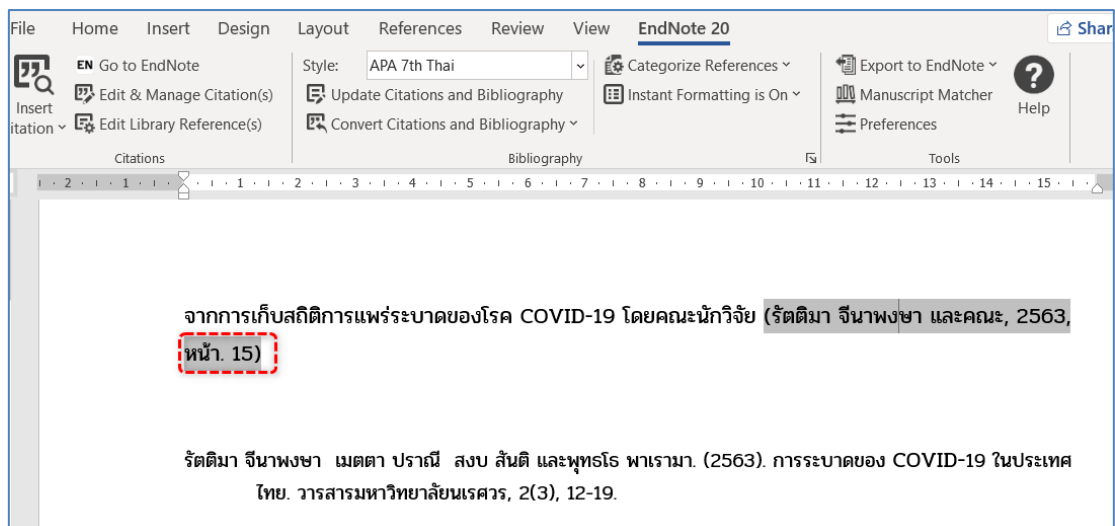 File Home Insert Design Layout References Review View EndNote 20 Shar
EN Go to EndNote
Edit & Manage Citation(s)
Edit Library Reference(s)
Insert
itation
Citations
Style: APA 7th Thai
Update Citations and Bibliography
Convert Citations and Bibliography
Categorize References
Instant Formatting is On
Bibliography
Export to EndNote
Manuscript Matcher
Preferences
Help
Tools
2 1 1 2 3 4 5 6 7 8 9 10 11 12 13 14 15
จากการเก็บสถิติการแพร่ระบาดของโรค COVID-19 โดยคณะนักวิจัย (รัตติมา จีนาพงษา และคณะ, 2563,
หน้า. 15)
รัตติมา จีนาพงษา เมตตา ปราณี สงบ สันติ และพุทธโธ พาเรามา. (2563). การระบาดของ COVID-19 ในประเทศ
ไทย. วารสารมหาวิทยาลัยนเรศวร, 2(3), 12-19.